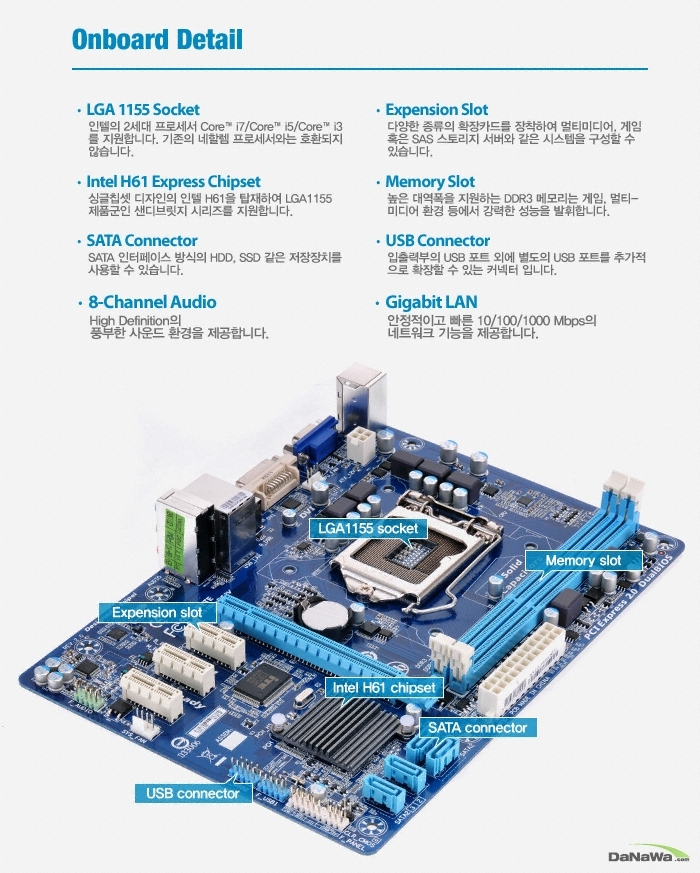 Onboard Detail
· LGA 1155 Socket
인텔의 2세대 프로세서 Core™ i7/Core™ i5/Core™ i3
를 지원합니다. 기존의 네할렘 프로세서와는 호환되지
않습니다.
· Intel H61 Express Chipset
싱글칩셋 디자인의 인텔 H61을 탑재하여 LGA1155
제품군인 샌디브릿지 시리즈를 지원합니다.
· SATA Connector
SATA 인터페이스 방식의 HDD, SSD 같은 저장장치를
사용할 수 있습니다.
· 8-Channel Audio
High Definition의
풍부한 사운드 환경을 제공합니다.
· Expension Slot
다양한 종류의 확장카드를 장착하여 멀티미디어, 게임
혹은 SAS 스토리지 서버와 같은 시스템을 구성할 수
있습니다.
· Memory Slot
높은 대역폭을 지원하는 DDR3 메모리는 게임, 멀티-
미디어 환경 등에서 강력한 성능을 발휘합니다.
· USB Connector
입출력부의 USB 포트 외에 별도의 USB 포트를 추가적
으로 확장할 수 있는 커넥터 입니다.
· Gigabit LAN
안정적이고 빠른 10/100/1000 Mbps의
네트워크 기능을 제공합니다.
LGA1155 socket
Memory slot
Solid
Capacitor
PCI Express 2.0 DualBIOS
Expension slot
Intel H61 chipset
SATA connector
SYS_FAN
USB connector
F_USB1
SATA2
CLR_CMOS
F_PANEL
DaNaWa.com